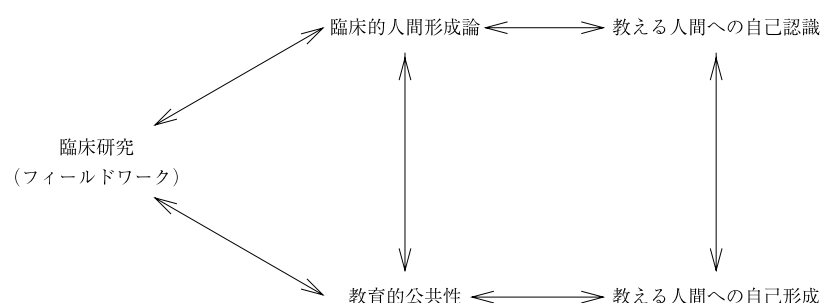 臨床的人間形成論
教える人間への自己認識
臨床研究
（フィールドワーク）
教育的公共性
教える人間への自己形成